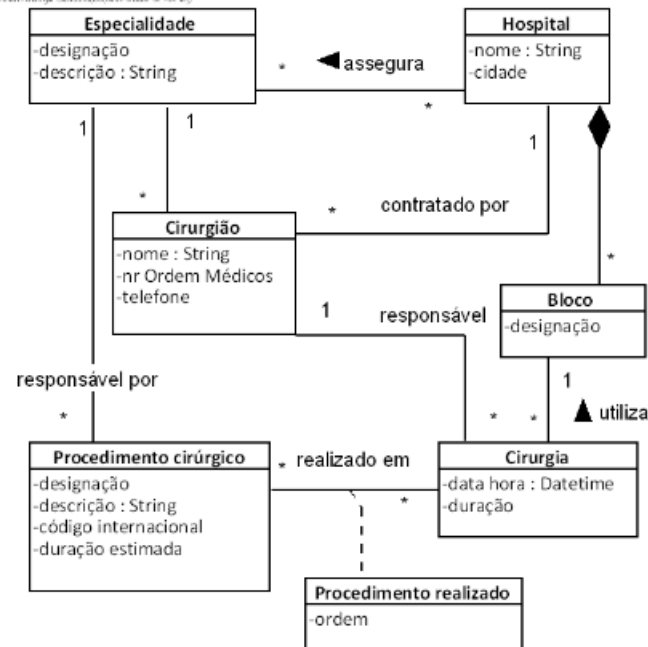 Especialidade
-designação
-descrição : String
Hospital
-nome : String
-cidade
* ◀ assegura
*
1
1
1
*
* contratado por
*
Cirurgião
-nome : String
-nr Ordem Médicos
-telefone
Bloco
-designação
1 responsável
1
▲ utiliza
responsável por
*
* *
Procedimento cirúrgico
-designação
-descrição : String
-código internacional
-duração estimada
* realizado em
*
Cirurgia
-data hora : Datetime
-duração
Procedimento realizado
-ordem